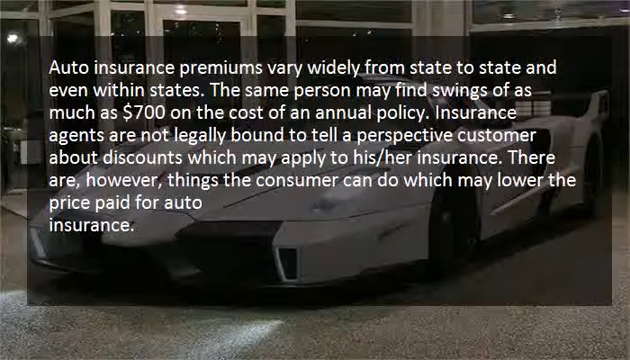 Auto insurance premiums vary widely from state to state and
even within states. The same person may find swings of as
much as $700 on the cost of an annual policy. Insurance
agents are not legally bound to tell a perspective customer
about discounts which may apply to his/her insurance. There
are, however, things the consumer can do which may lower the
price paid for auto
insurance.